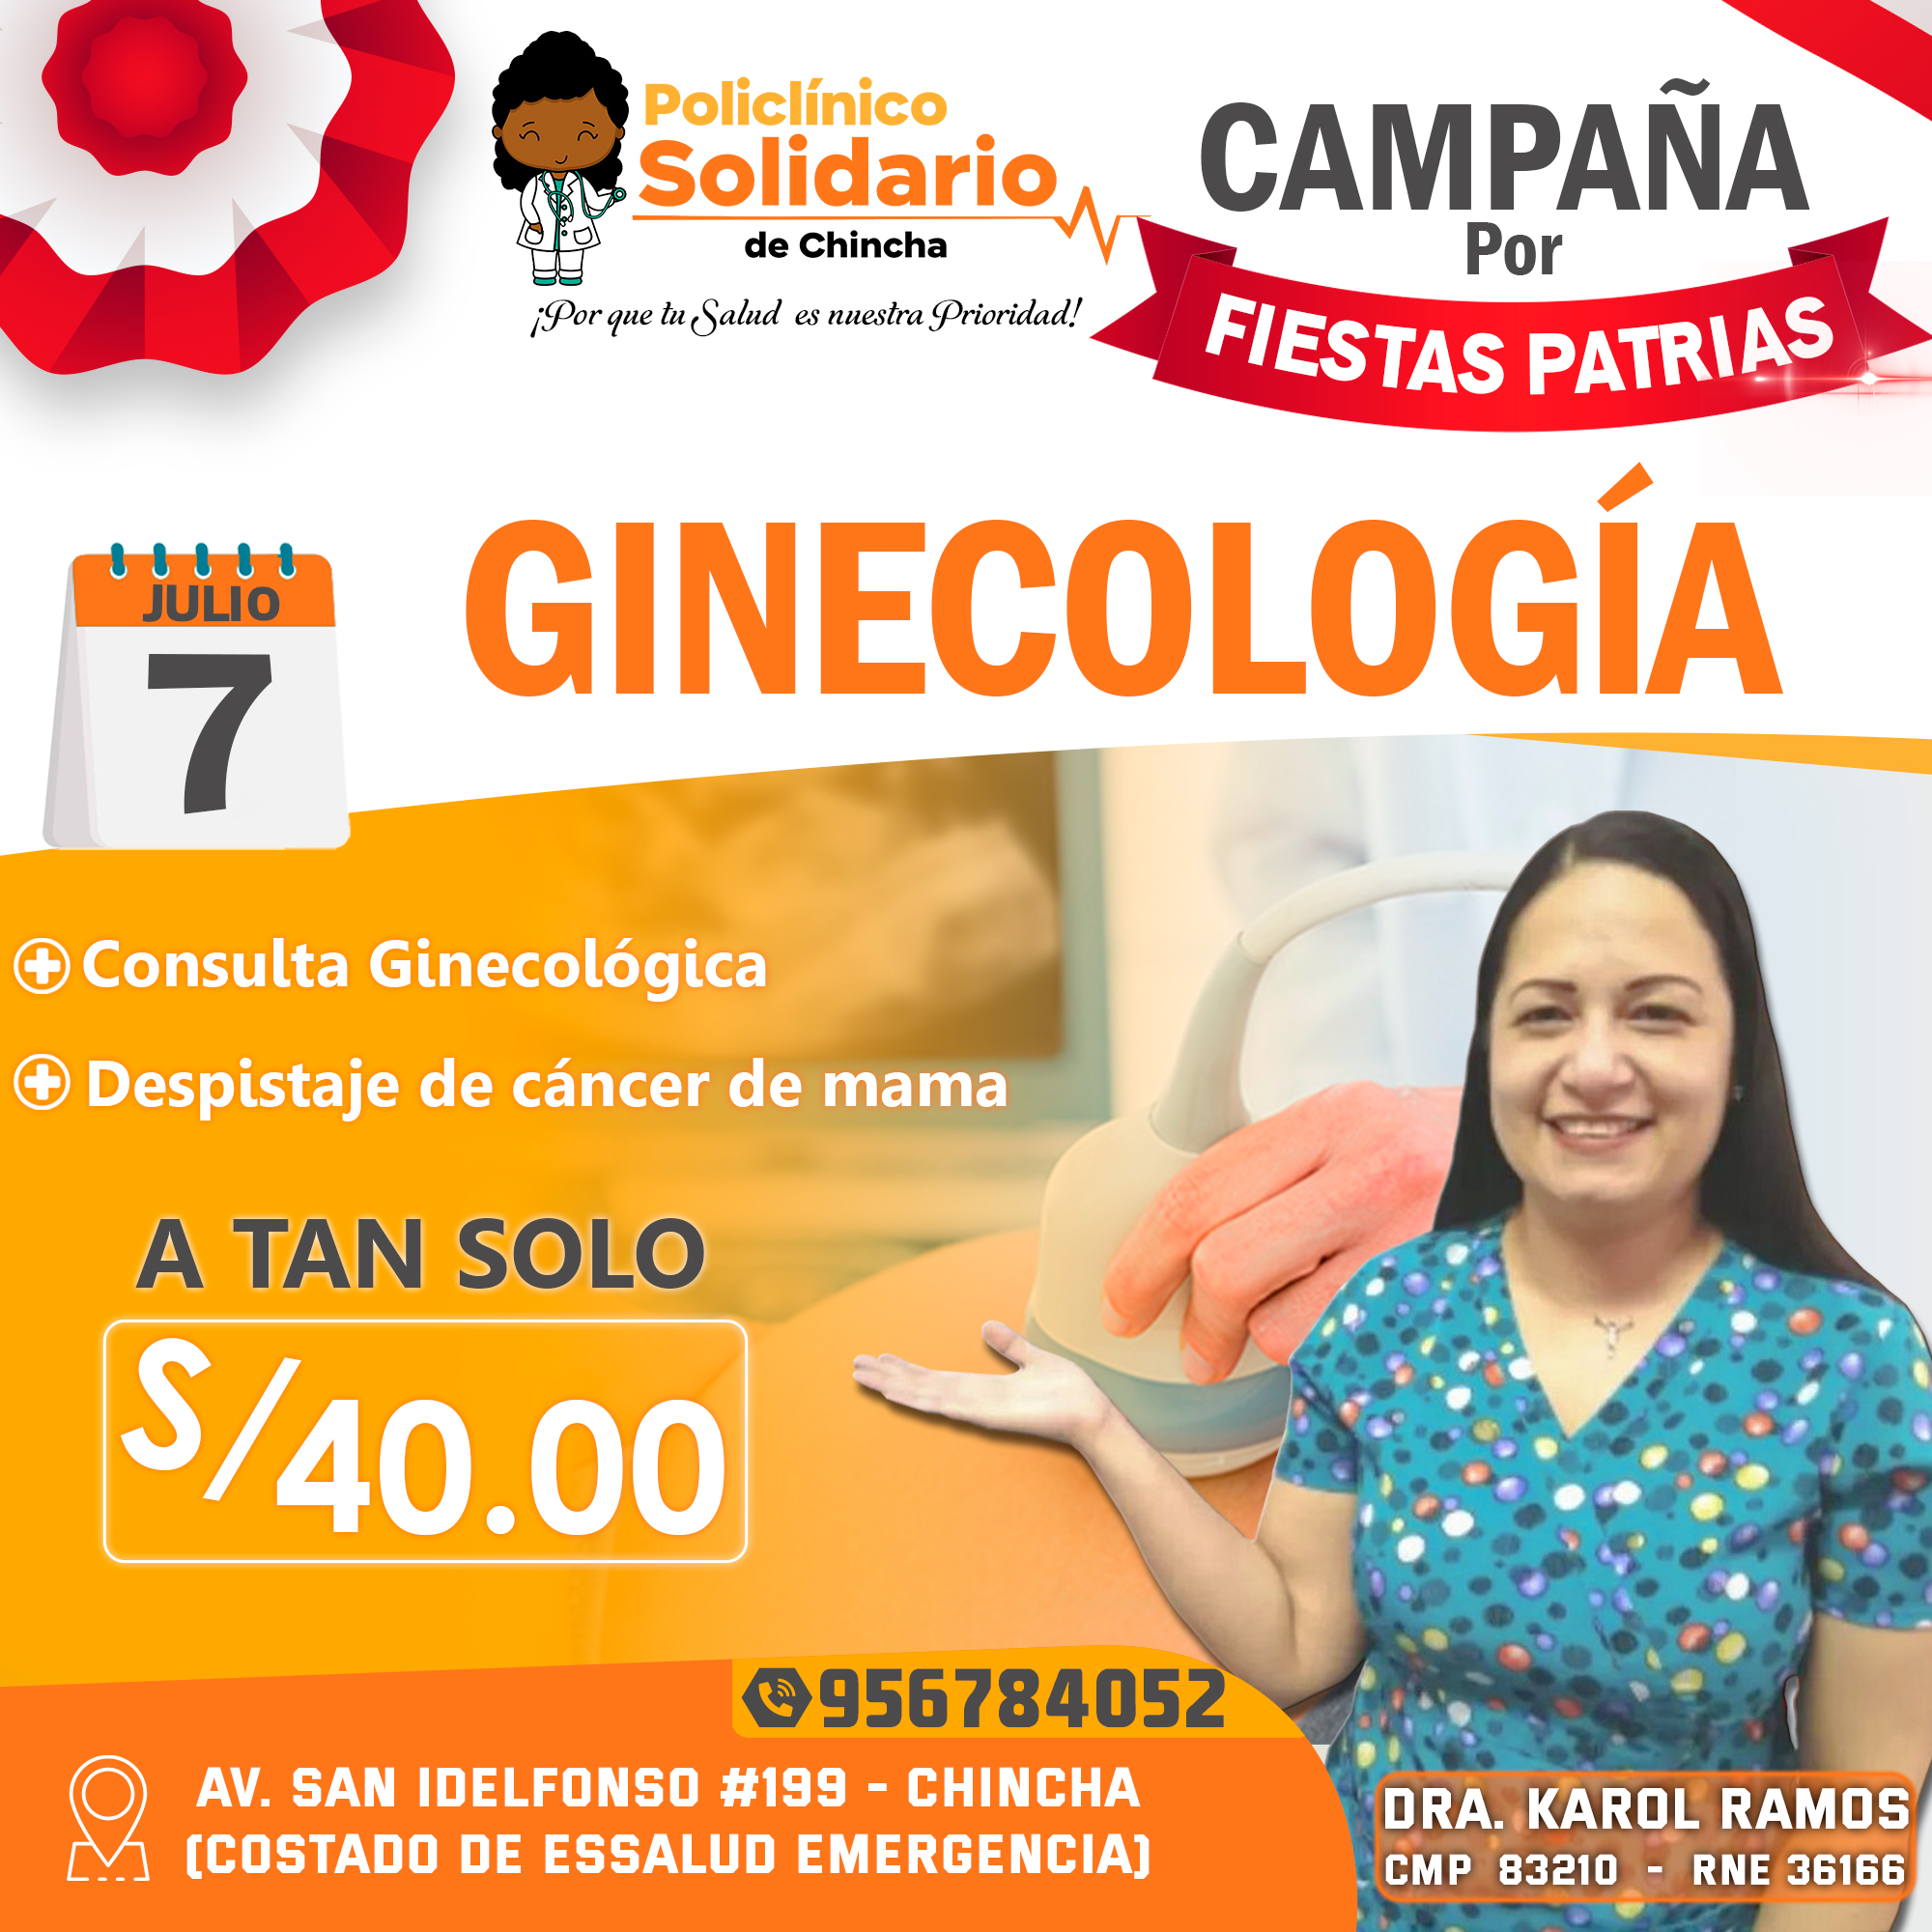 Policlínico
Solidario
de Chincha
¡Por que tu Salud es nuestra Prioridad!
CAMPAÑA
Por
FIESTAS PATRIAS
JULIO
7
GINECOLOGÍA
Consulta Ginecológica
Despistaje de cáncer de mama
A TAN SOLO
S/40.00
956784052
AV. SAN IDELFONSO #199 - CHINCHA
(COSTADO DE ESSALUD EMERGENCIA)
DRA. KAROL RAMOS
CMP 83210 - RNE 36166